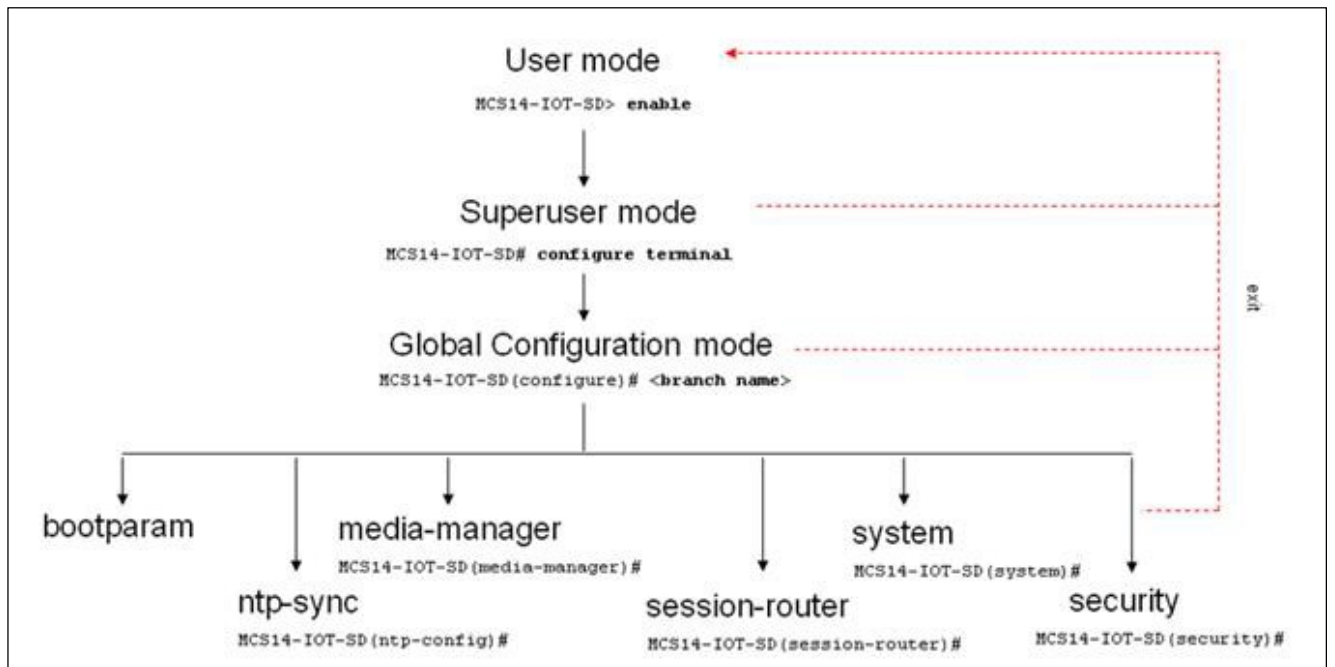 User mode
MCS14-IOT-SD> enable
Superuser mode
MCS14-IOT-SD# configure terminal
exit
Global Configuration mode
MCS14-IOT-SD(configure)# <branch name>
bootparam
media-manager
MCS14-IOT-SD(media-manager)#
system
MCS14-IOT-SD(system)#
ntp-sync
MCS14-IOT-SD(ntp-config)#
session-router
MCS14-IOT-SD(session-router)#
security
MCS14-IOT-SD(security)#